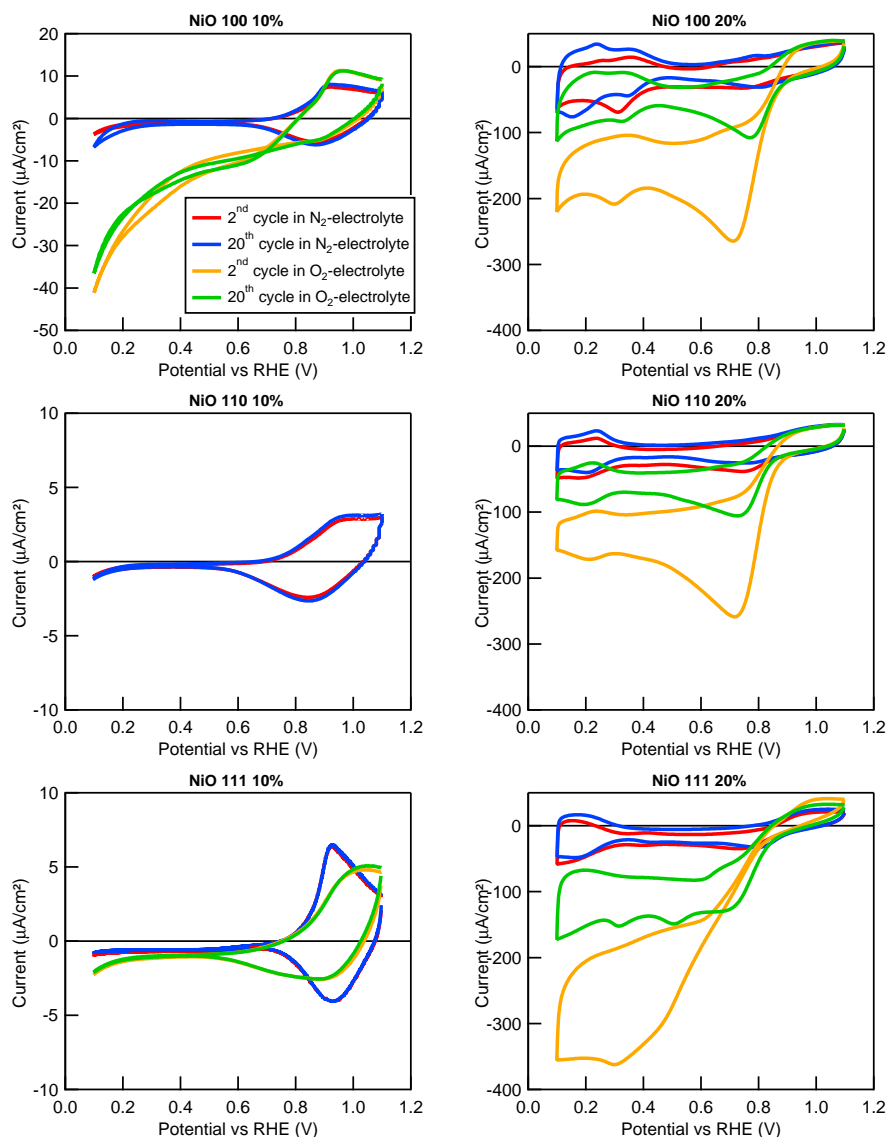 NiO 100 10%
20
10
0
-10
-20
-30
-40
-50
Current (µA/cm²)
0.0 0.2 0.4 0.6 0.8 1.0 1.2
Potential vs RHE (V)
2nd cycle in N2-electrolyte
20th cycle in N2-electrolyte
2nd cycle in O2-electrolyte
20th cycle in O2-electrolyte
NiO 100 20%
0
-100
-200
-300
-400
Current (µA/cm²)
0.0 0.2 0.4 0.6 0.8 1.0 1.2
Potential vs RHE (V)
NiO 110 10%
10
5
0
-5
-10
Current (µA/cm²)
0.0 0.2 0.4 0.6 0.8 1.0 1.2
Potential vs RHE (V)
NiO 110 20%
0
-100
-200
-300
-400
Current (µA/cm²)
0.0 0.2 0.4 0.6 0.8 1.0 1.2
Potential vs RHE (V)
NiO 111 10%
10
5
0
-5
-10
Current (µA/cm²)
0.0 0.2 0.4 0.6 0.8 1.0 1.2
Potential vs RHE (V)
NiO 111 20%
0
-100
-200
-300
-400
Current (µA/cm²)
0.0 0.2 0.4 0.6 0.8 1.0 1.2
Potential vs RHE (V)